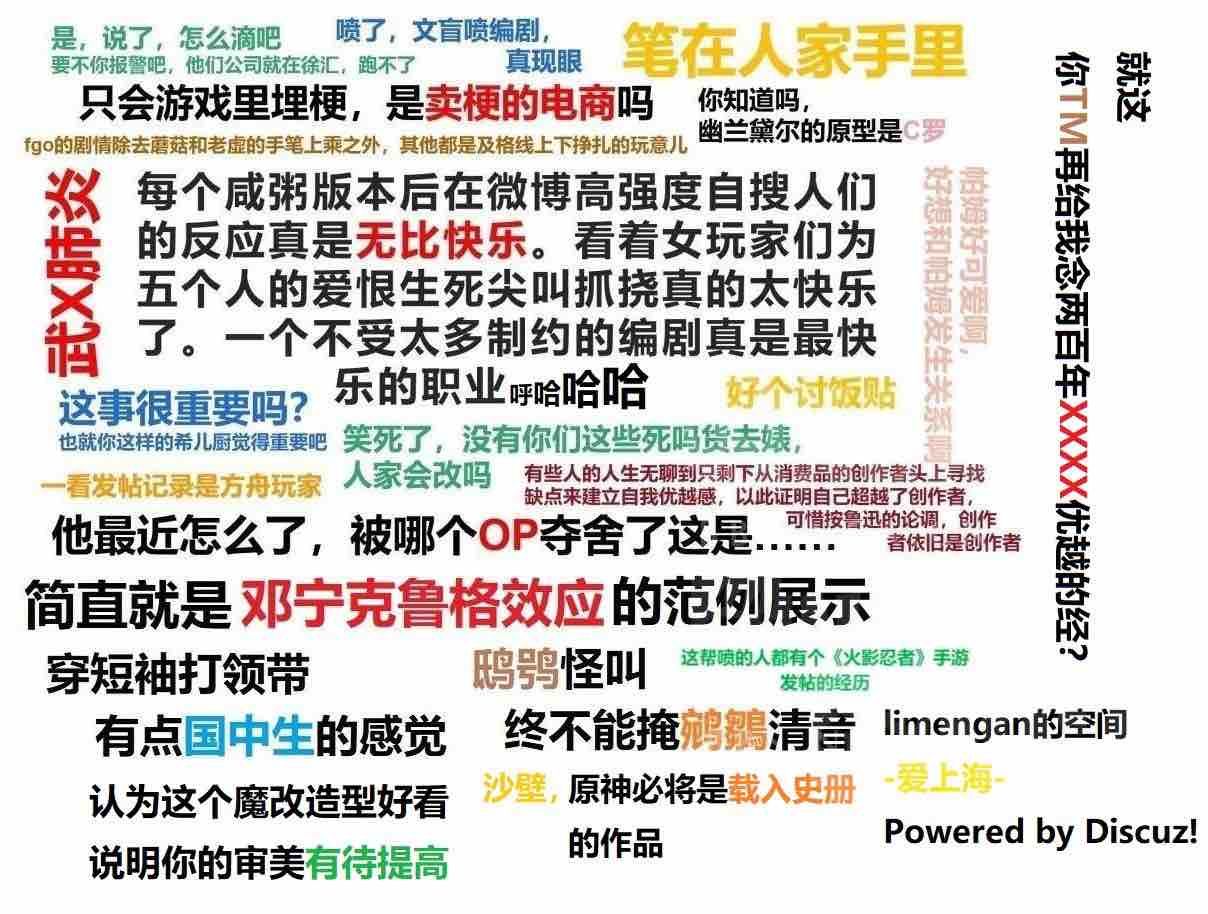 是，说了，怎么滴吧
要不你报警吧，他们公司就在徐汇，跑不了
喷了，文盲喷编剧，
真现眼
笔在人家手里
只会游戏里埋梗，是卖梗的电商吗
你知道吗，
幽兰黛尔的原型是C罗
fgo的剧情除去蘑菇和老虚的手笔上乘之外，其他都是及格线上下挣扎的玩意儿
武X肺炎
每个咸粥版本后在微博高强度自搜人们
的反应真是无比快乐。看着女玩家们为
五个人的爱恨生死尖叫抓挠真的太快乐
了。一个不受太多制约的编剧真是最快
乐的职业呼哈哈哈
帕姆好可爱啊，
好想和帕姆发生关系啊
就这
你TM再给我念两百年XXXX优越的经?
这事很重要吗?
也就你这样的希儿厨觉得重要吧
好个讨饭贴
笑死了，没有你们这些死吗货去婊，
人家会改吗
一看发帖记录是方舟玩家
有些人的人生无聊到只剩下从消费品的创作者头上寻找
缺点来建立自我优越感，以此证明自己超越了创作者，
可惜按鲁迅的论调，创作
者依旧是创作者
他最近怎么了，被哪个OP夺舍了这是……
简直就是邓宁克鲁格效应的范例展示
穿短袖打领带
鸱鸮怪叫
这帮喷的人都有个《火影忍者》手游
发帖的经历
有点国中生的感觉
终不能掩鹓鶵清音
limengan的空间
认为这个魔改造型好看
说明你的审美有待提高
沙壁，原神必将是载入史册
的作品
-爱上海-
Powered by Discuz!